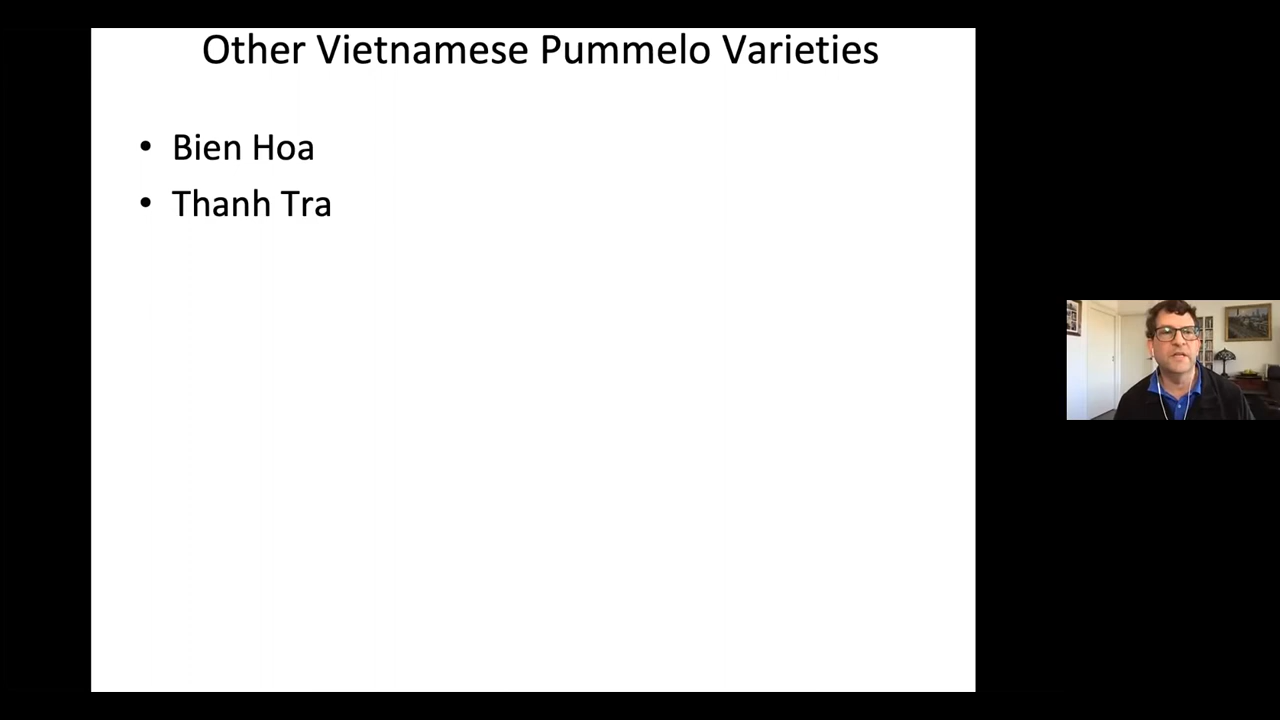 Other Vietnamese Pummelo Varieties
• Bien Hoa
• Thanh Tra